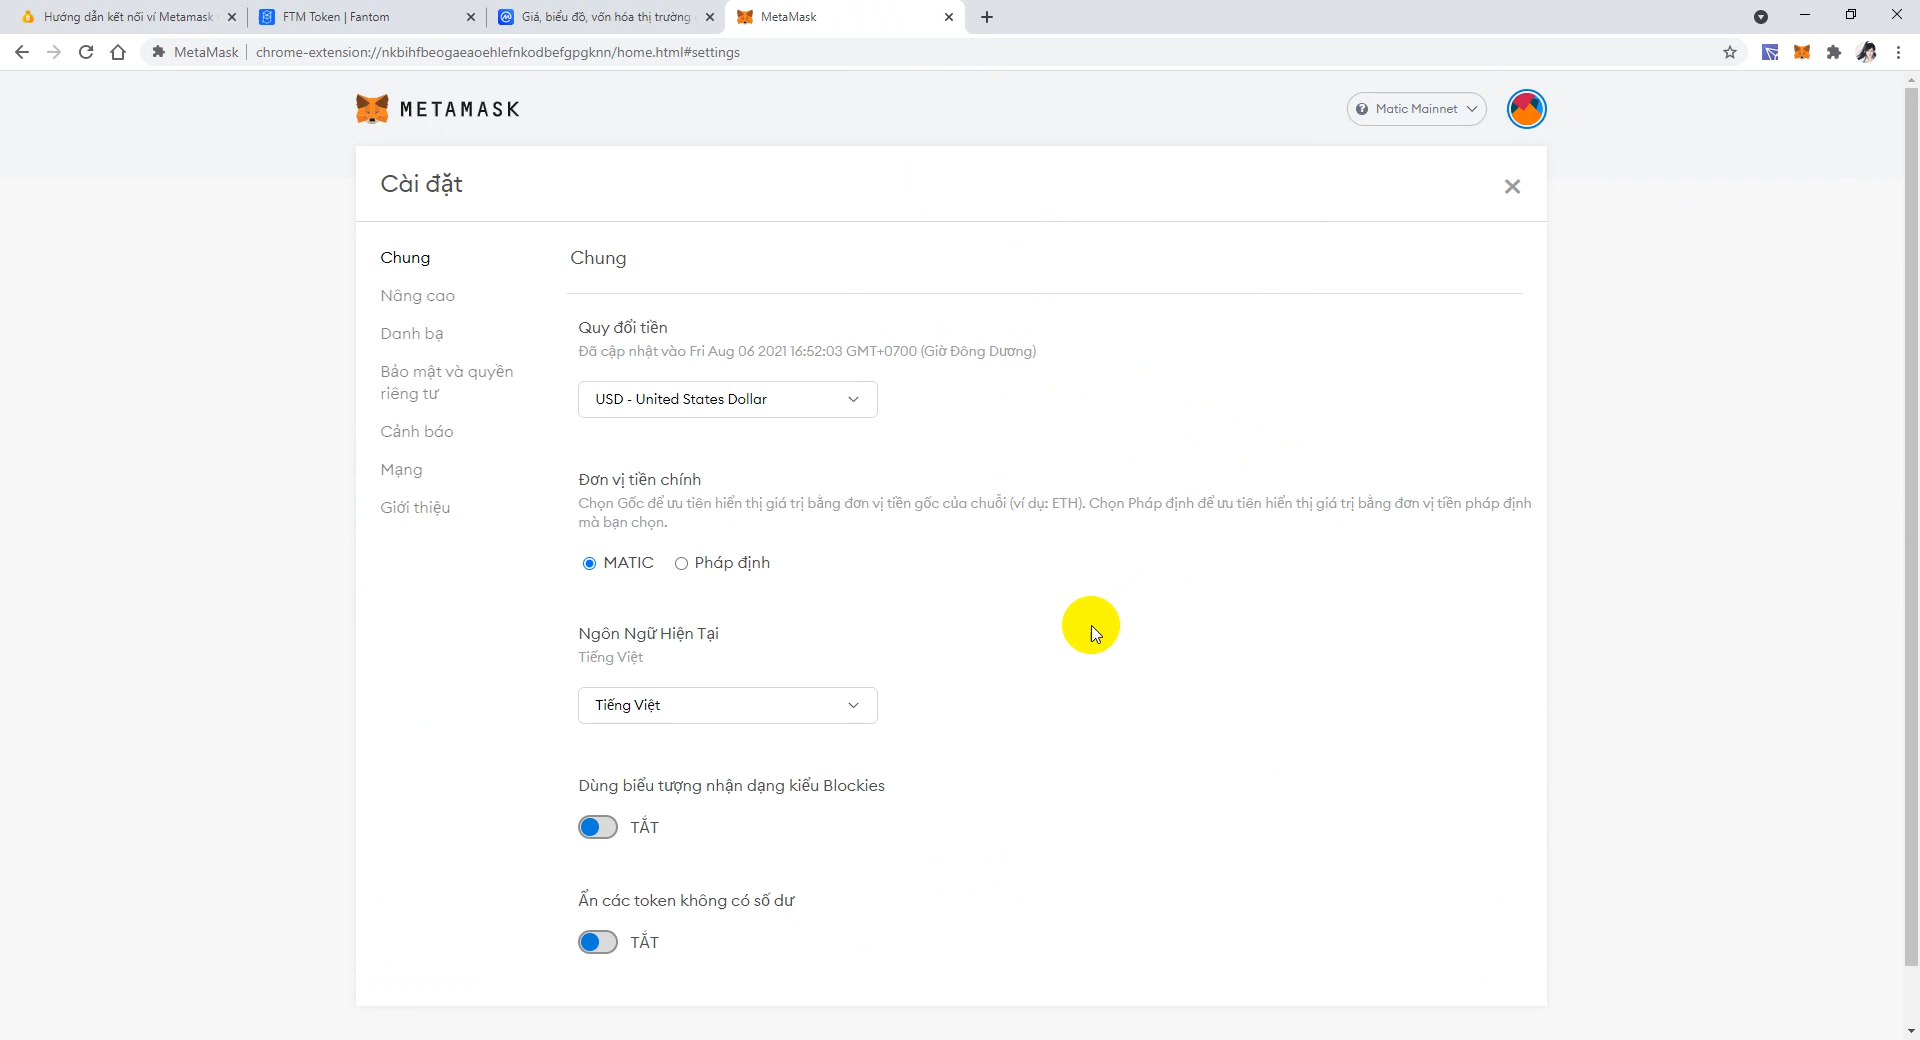 Hướng dẫn kết nối ví Metamask
FTM Token | Fantom
Giá, biểu đồ, vốn hóa thị trường
MetaMask
MetaMask
chrome-extension://nkbihfbeogaeaoehlefnkodbefgpgknn/home.html#settings
METAMASK
Matic Mainnet
Cài đặt
Chung
Nâng cao
Danh bạ
Bảo mật và quyền
riêng tư
Cảnh báo
Mạng
Giới thiệu
Chung
Quy đổi tiền
Đã cập nhật vào Fri Aug 06 2021 16:52:03 GMT+0700 (Giờ Đông Dương)
USD - United States Dollar
Đơn vị tiền chính
Chọn Gốc để ưu tiên hiển thị giá trị bằng đơn vị tiền gốc của chuỗi (ví dụ: ETH). Chọn Pháp định để ưu tiên hiển thị giá trị bằng đơn vị tiền pháp định
mà bạn chọn.
MATIC Pháp định
Ngôn Ngữ Hiện Tại
Tiếng Việt
Tiếng Việt
Dùng biểu tượng nhận dạng kiểu Blockies
TẮT
Ẩn các token không có số dư
TẮT